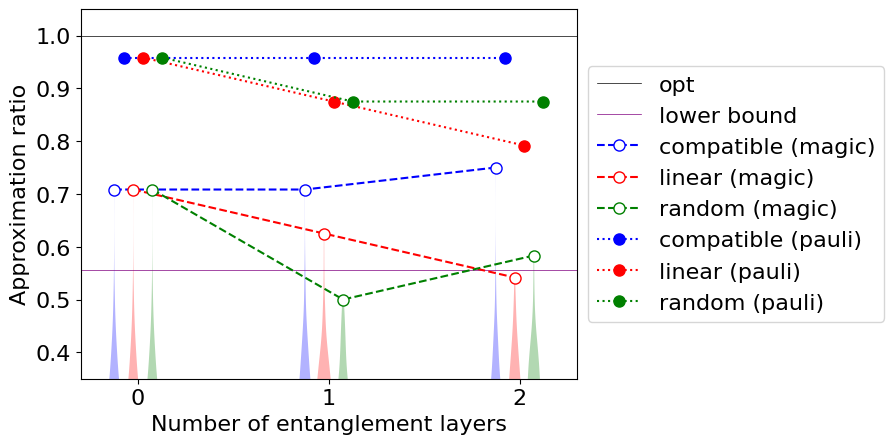 1.0
0.9
0.8
0.7
0.6
0.5
0.4
Approximation ratio
0
1
2
Number of entanglement layers
opt
lower bound
compatible (magic)
linear (magic)
random (magic)
compatible (pauli)
linear (pauli)
random (pauli)